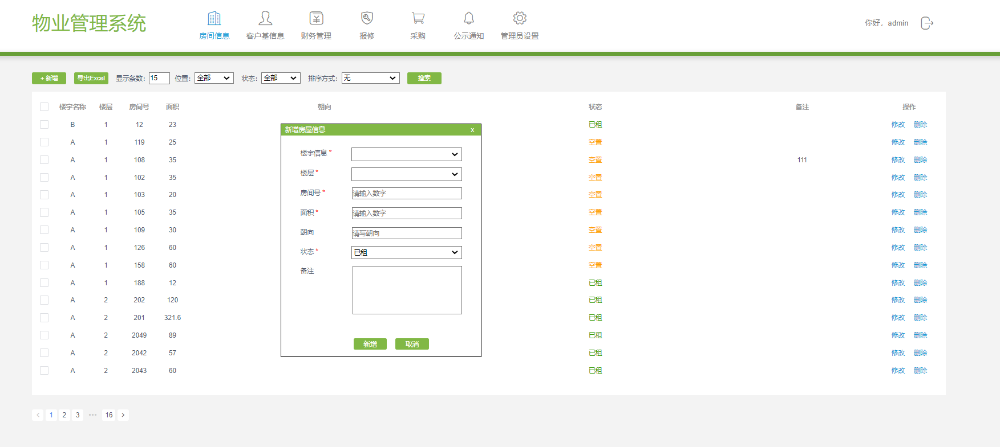 物业管理系统
房间信息 客户基信息 财务管理 报修 采购 公示通知 管理员设置
你好，admin
+ 新增 导出Excel 显示条数: 15 位置: 全部 状态: 全部 排序方式: 无 搜索
楼宇名称 楼层 房间号 面积 朝向 状态 备注 操作
B 1 12 23 已租 修改 删除
A 1 119 25 空置 修改 删除
A 1 108 35 空置 111 修改 删除
A 1 102 35 空置 修改 删除
A 1 103 20 空置 修改 删除
A 1 105 35 空置 修改 删除
A 1 109 30 空置 修改 删除
A 1 126 60 空置 修改 删除
A 1 158 60 空置 修改 删除
A 1 188 12 已租 修改 删除
A 2 202 120 已租 修改 删除
A 2 201 321.6 已租 修改 删除
A 2 2049 89 已租 修改 删除
A 2 2042 57 已租 修改 删除
A 2 2043 60 已租 修改 删除
新增房屋信息 x
楼宇信息 *
楼层 *
房间号 * 请输入数字
面积 * 请输入数字
朝向 请写朝向
状态 * 已租
备注
新增 取消
< 1 2 3 ••• 16 >